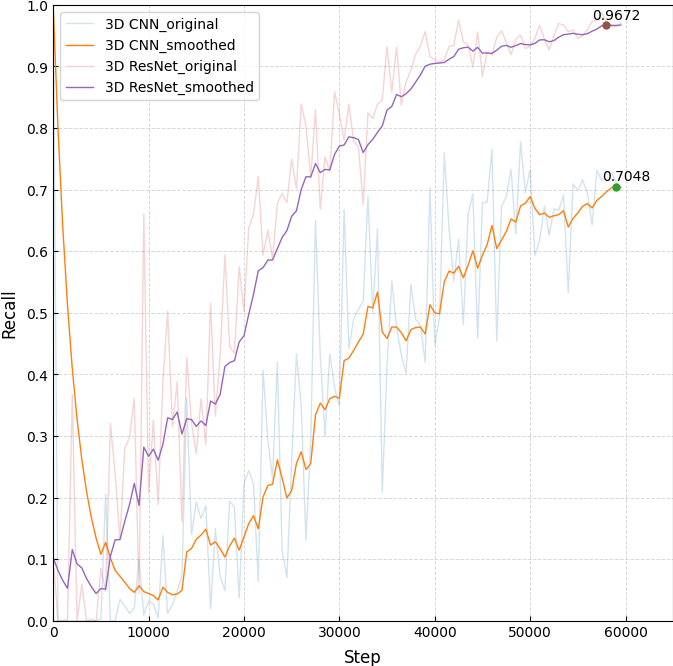 1.0
0.9
0.8
0.7
0.6
0.5
0.4
0.3
0.2
0.1
0.0
Recall
3D CNN_original
3D CNN_smoothed
3D ResNet_original
3D ResNet_smoothed
0.9672
0.7048
0 10000 20000 30000 40000 50000 60000
Step